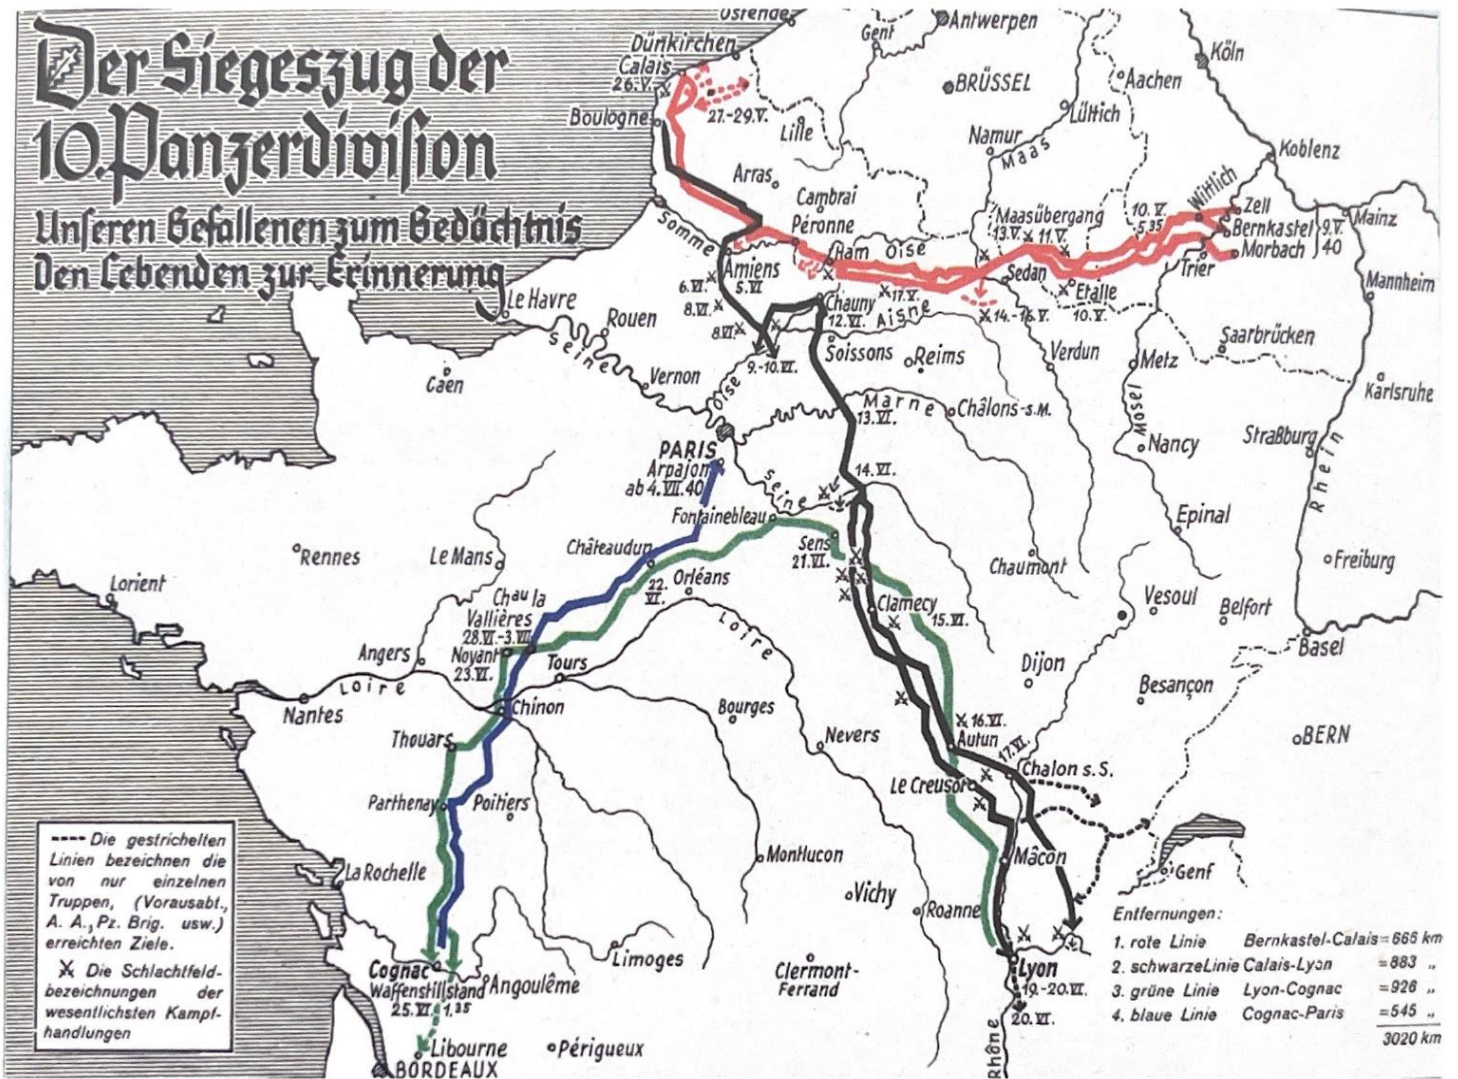 Der Siegeszug der
10. Panzerdivision
Unseren Gefallenen zum Gedächtnis
Den Lebenden zur Erinnerung
Ostende
Gent
Antwerpen
Dünkirchen
Calais
26.V.
Boulogne
27.-29.V.
Lille
BRÜSSEL
Aachen
Köln
Lüttich
Namur
Maas
Koblenz
Arras
Cambrai
Péronne
Somme
Maasübergang
13.V. 11.V.
10.V.
5.35
Wittlich
Zell
Bernkastel
Morbach
9.V.
40
Mainz
Trier
Ham
Oise
Sedan
Etalle
10.V.
Amiens
5.VI
6.VI.
8.VI.
8.VI
17.V.
14.-16.V.
Mannheim
Le Havre
Rouen
Seine
Chauny
12.VI.
Aisne
Soissons
Reims
Verdun
Metz
Saarbrücken
Karlsruhe
Caen
Vernon
Oise
9.-10.VI.
Marne
13.VI.
Châlons-s.M.
Mosel
Nancy
Straßburg
Rhein
PARIS
Arpajon
ab 4.VII.40
Seine
14.VI.
Fontainebleau
Epinal
Rennes
Le Mans
Châteaudun
Sens
21.VI.
Chaumont
Freiburg
Lorient
22.
VI.
Orléans
Chau la
Vallières
28.VI.-3.VII
Noyant
23.VI.
Clamecy
15.VI.
Vesoul
Belfort
Basel
Angers
Loire
Tours
Loire
Dijon
Besançon
Nantes
Chinon
Bourges
Thouars
Nevers
16.VI.
Autun
17.VI.
BERN
Le Creusot
Chalon s.S.
Parthenay
Poitiers
Montlucon
Mâcon
Genf
La Rochelle
Vichy
Roanne
Limoges
Clermont-
Ferrand
Lyon
19.-20.VI.
20.VI.
Rhône
Cognac
Waffenstillstand
25.VI. 1.35
Angoulême
Libourne
BORDEAUX
Périgueux
---- Die gestrichelten
Linien bezeichnen die
von nur einzelnen
Truppen, (Vorausabt.,
A. A., Pz. Brig. usw.)
erreichten Ziele.
Die Schlachtfeld-
bezeichnungen der
wesentlichsten Kampf-
handlungen
Entfernungen:
1. rote Linie Bernkastel-Calais=666 km
2. schwarze Linie Calais-Lyon =883 „
3. grüne Linie Lyon-Cognac =926 „
4. blaue Linie Cognac-Paris =545 „
3020 km